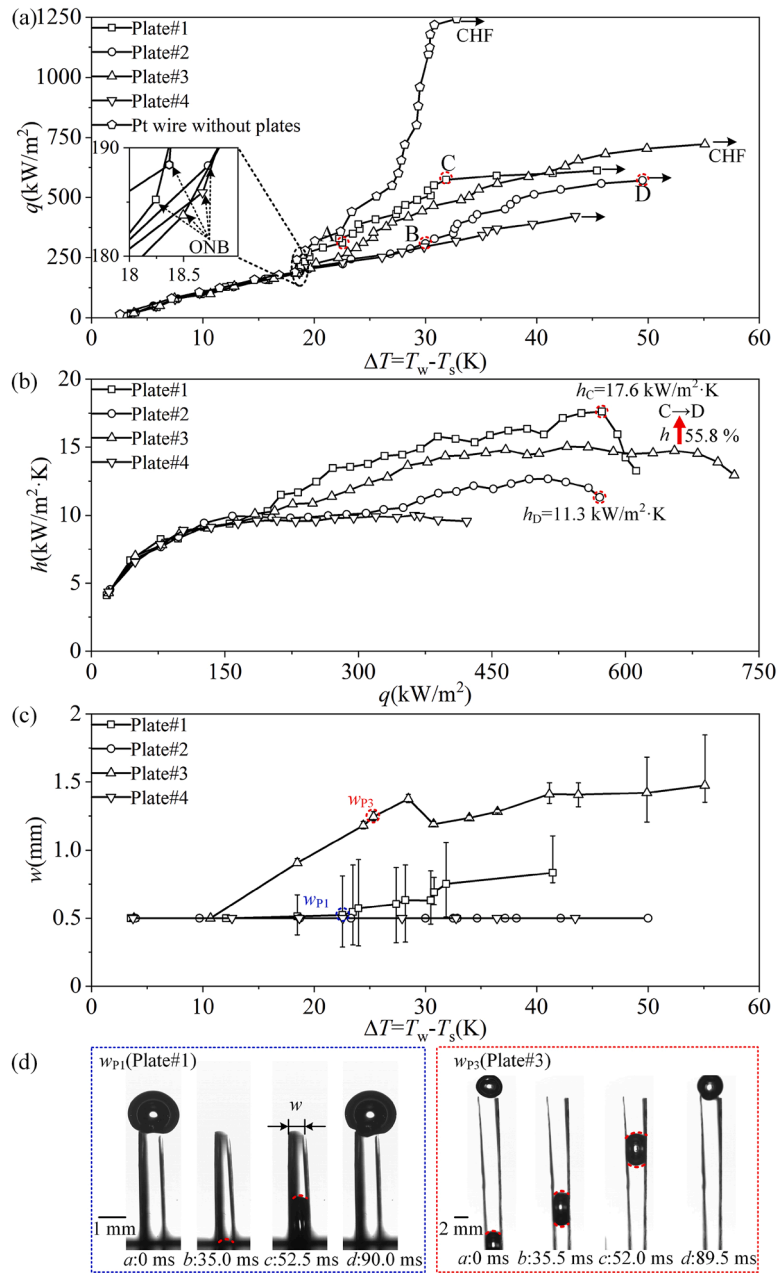 (a)
1250
1000
750
500
250
0
q(kW/m²)
Plate#1
Plate#2
Plate#3
Plate#4
Pt wire without plates
CHF
CHF
190
180
18
18.5
ONB
A
B
C
D
0 10 20 30 40 50 60
ΔT=Tw-Ts(K)
(b)
20
15
10
5
0
h(kW/m²·K)
Plate#1
Plate#2
Plate#3
Plate#4
hC=17.6 kW/m²·K
C→D
h 55.8 %
hD=11.3 kW/m²·K
0 150 300 450 600 750
q(kW/m²)
(c)
2
1.5
1.0
0.5
0
w(mm)
Plate#1
Plate#2
Plate#3
Plate#4
wP3
wP1
0 10 20 30 40 50 60
ΔT=Tw-Ts(K)
(d)
wP1(Plate#1)
w
1 mm
a:0 ms b:35.0 ms c:52.5 ms d:90.0 ms
wP3(Plate#3)
2 mm
a:0 ms b:35.5 ms c:52.0 ms d:89.5 ms